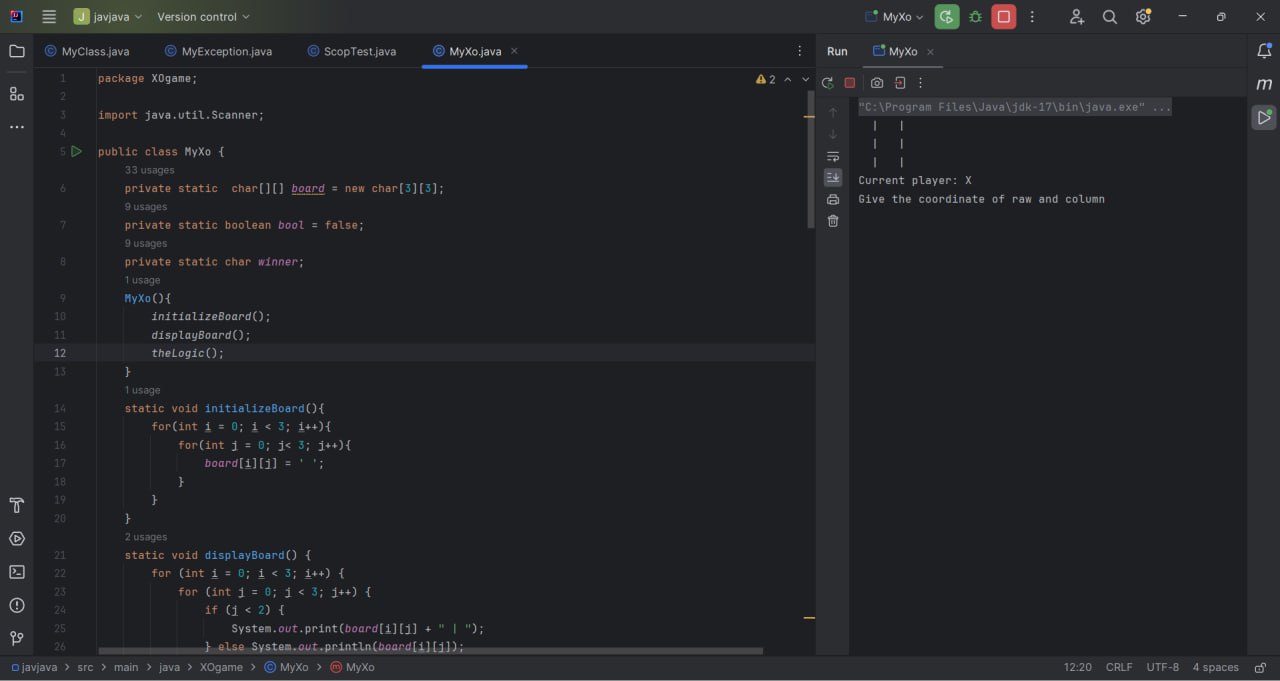 javjava Version control MyXo
MyClass.java MyException.java ScopTest.java MyXo.java
Run MyXo
1 package XOgame;
2
3 import java.util.Scanner;
4
5 public class MyXo {
33 usages
6 private static  char[][] board = new char[3][3];
9 usages
7 private static boolean bool = false;
9 usages
8 private static char winner;
1 usage
9 MyXo(){
10 initializeBoard();
11 displayBoard();
12 theLogic();
13 }
1 usage
14 static void initializeBoard(){
15 for(int i = 0; i < 3; i++){
16 for(int j = 0; j< 3; j++){
17 board[i][j] = ' ';
18 }
19 }
20 }
2 usages
21 static void displayBoard() {
22 for (int i = 0; i < 3; i++) {
23 for (int j = 0; j < 3; j++) {
24 if (j < 2) {
25 System.out.print(board[i][j] + " | ");
26 } else System.out.println(board[i][j]);
2
"C:\Program Files\Java\jdk-17\bin\java.exe" ...
| |
| |
| |
Current player: X
Give the coordinate of raw and column
javjava > src > main > java > XOgame > MyXo > MyXo
12:20 CRLF UTF-8 4 spaces